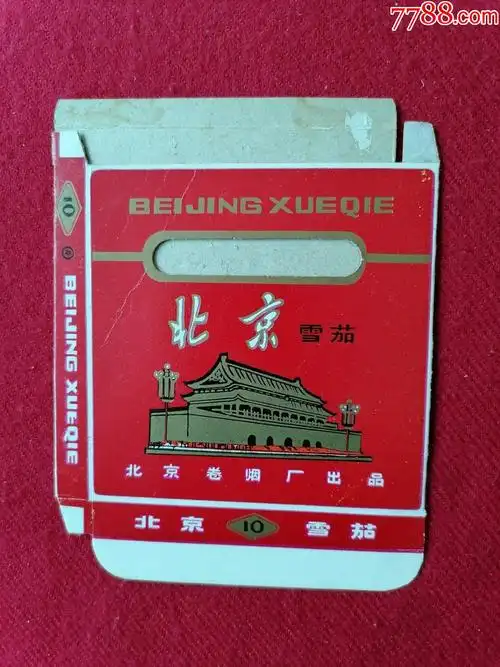 7788.com
BEIJING XUEQIE
北京 雪茄
北京卷烟厂出品
北京 10 雪茄
10 ® BEIJING XUEQIE